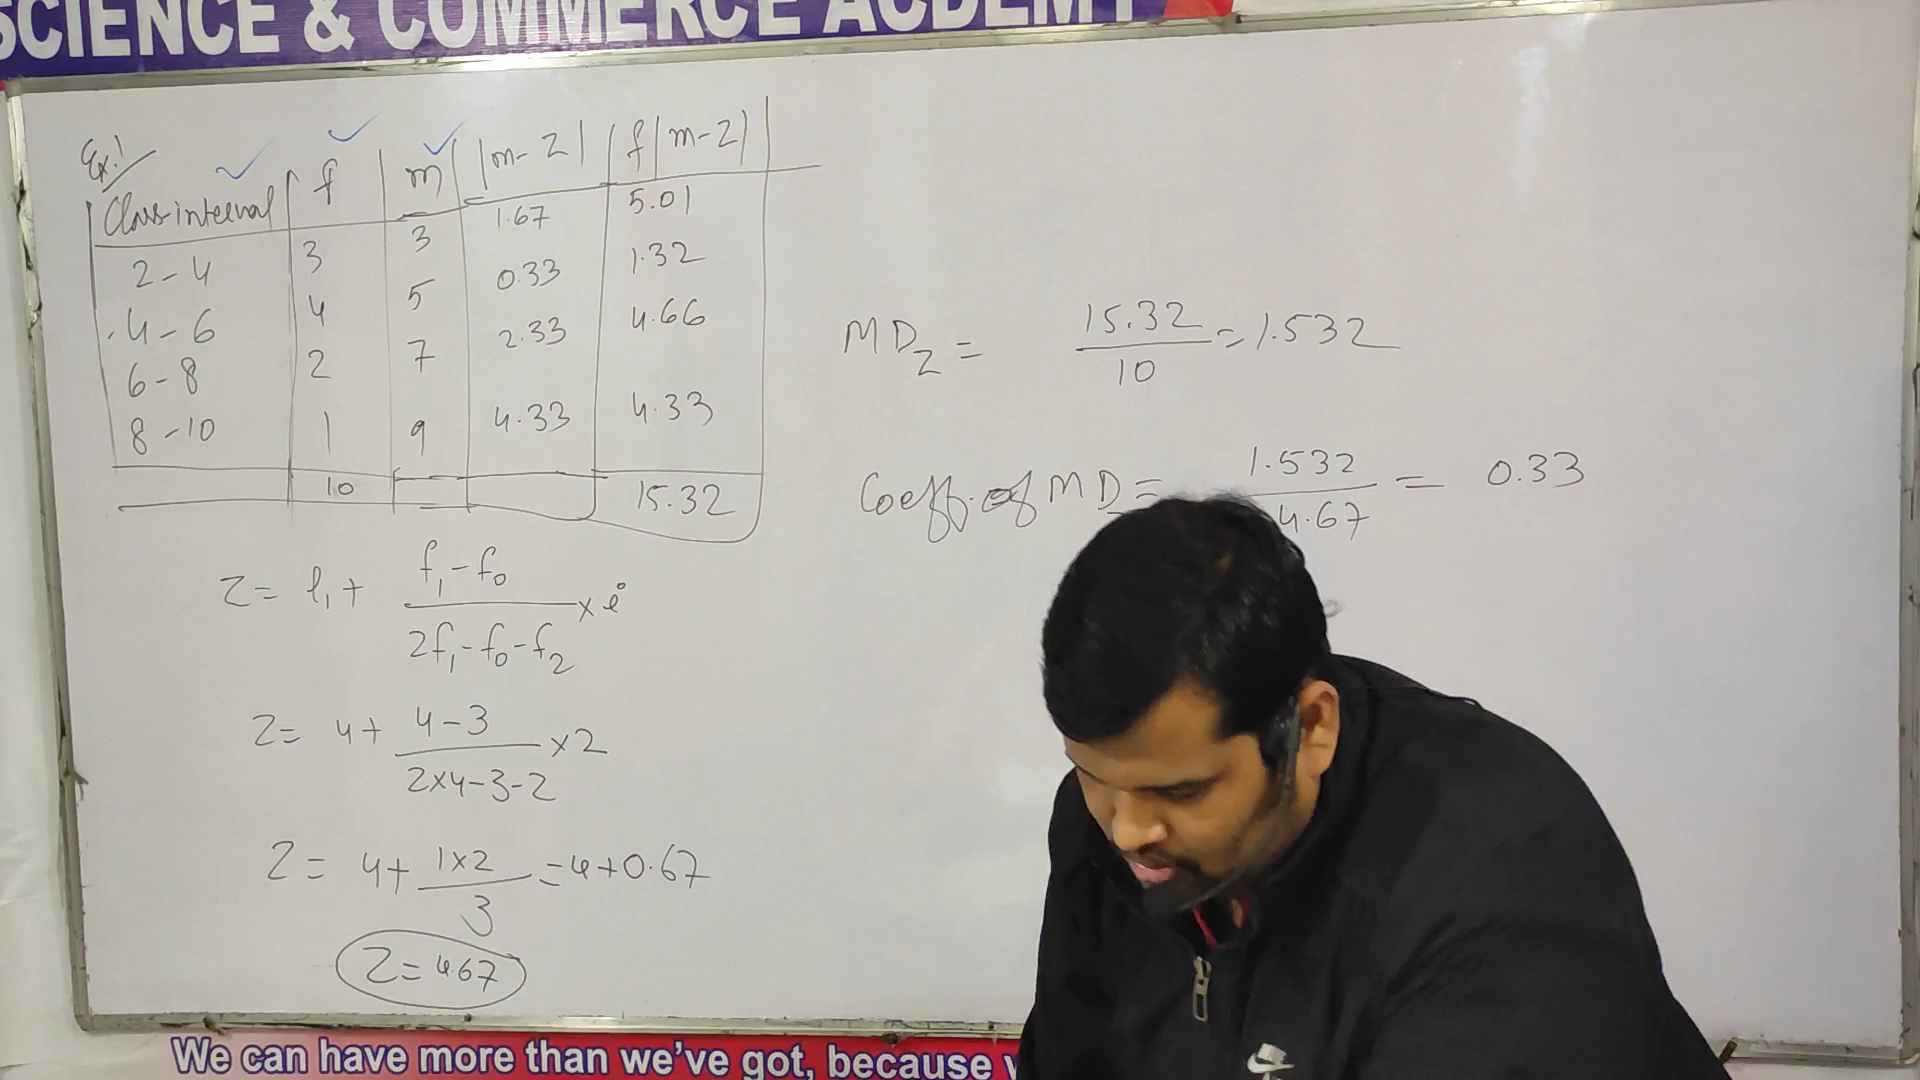 SCIENCE & COMMERCE ACDEMY
Ex!
Class interval | f | m | |m-Z| | f|m-Z|
2-4 | 3 | 3 | 1.67 | 5.01
4-6 | 4 | 5 | 0.33 | 1.32
6-8 | 2 | 7 | 2.33 | 4.66
8-10 | 1 | 9 | 4.33 | 4.33
10 | 15.32
Z = l₁ + (f₁-f₀)/(2f₁-f₀-f₂) × i
Z = 4 + (4-3)/(2×4-3-2) × 2
Z = 4 + (1×2)/3 = 4+0.67
Z = 4.67
MD_Z = 15.32/10 = 1.532
Coeff. of MD = 1.532/4.67 = 0.33
We can have more than we've got, because